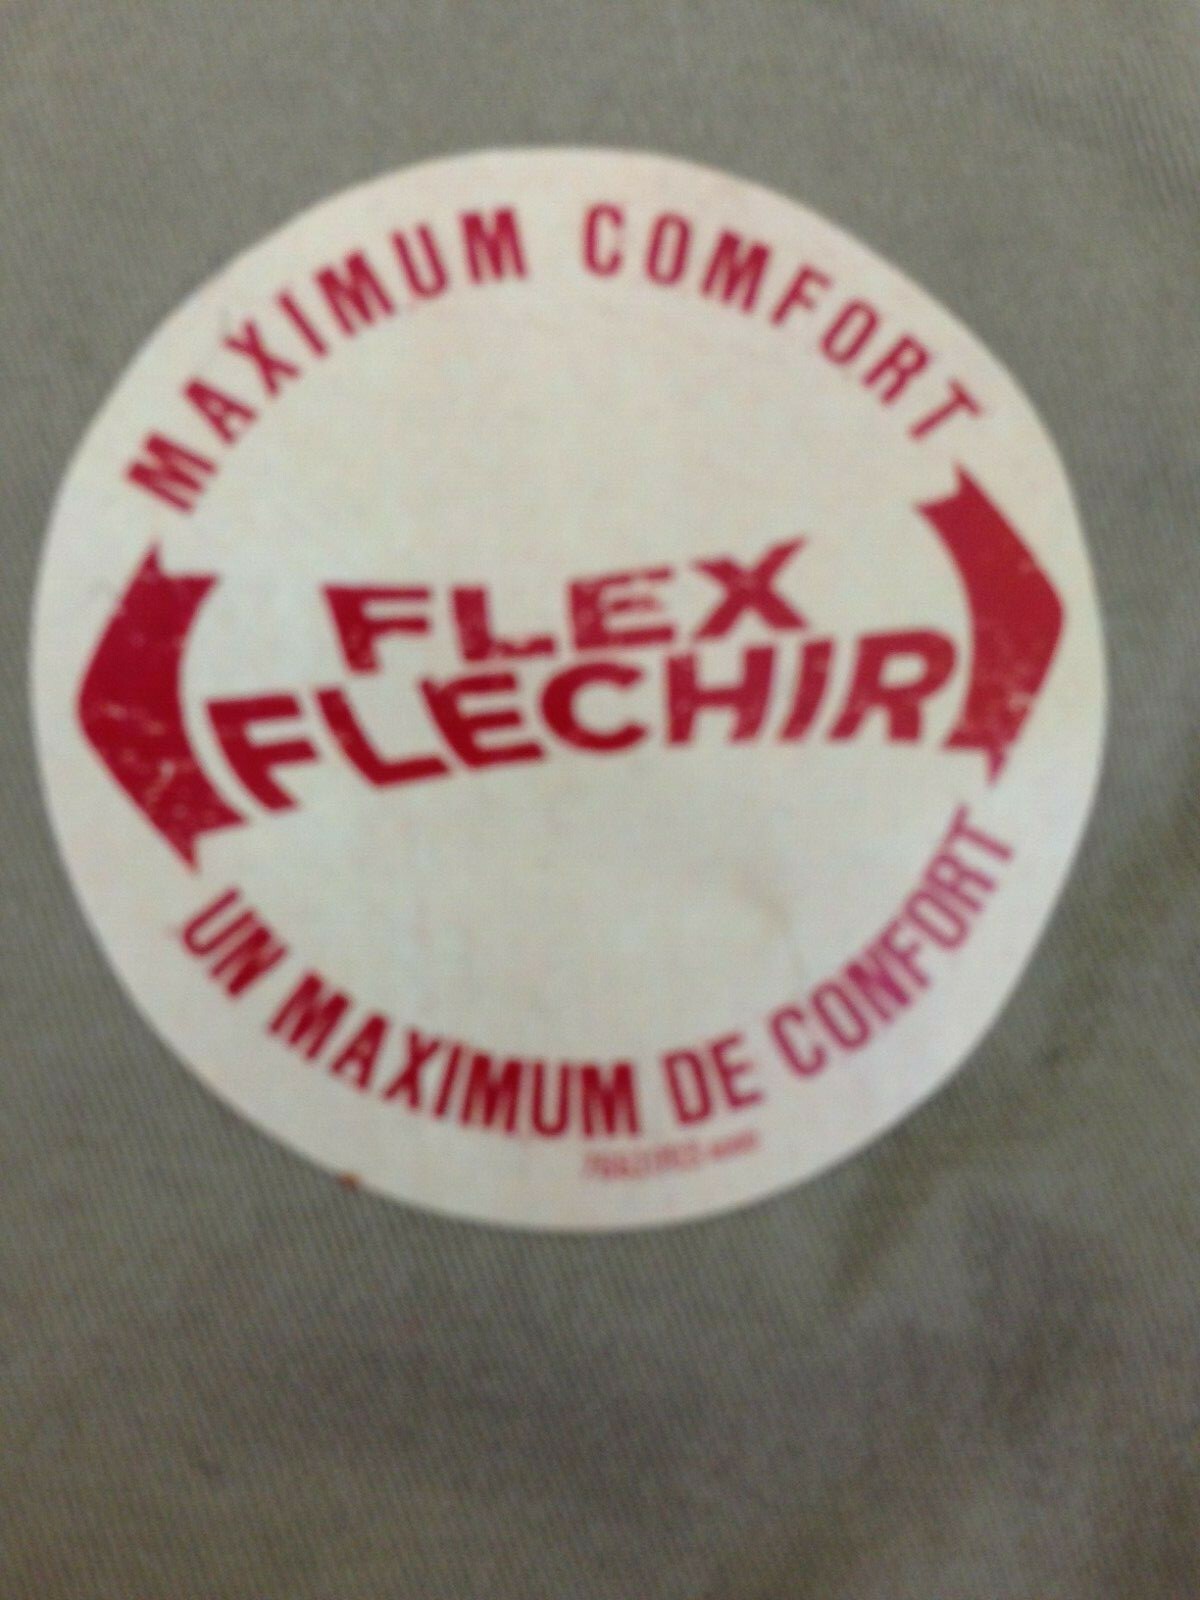 MAXIMUM COMFORT
FLEX
FLECHIR
UN MAXIMUM DE CONFORT